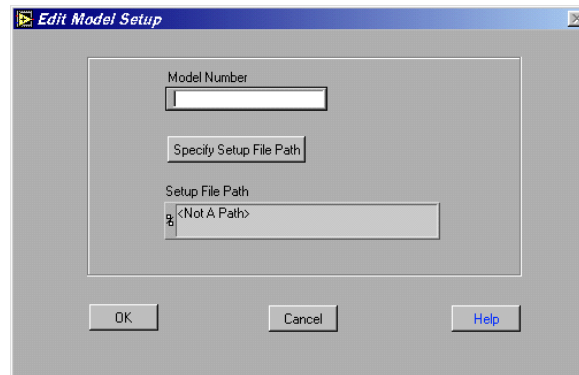 Edit Model Setup
Model Number
Specify Setup File Path
Setup File Path
<Not A Path>
OK
Cancel
Help